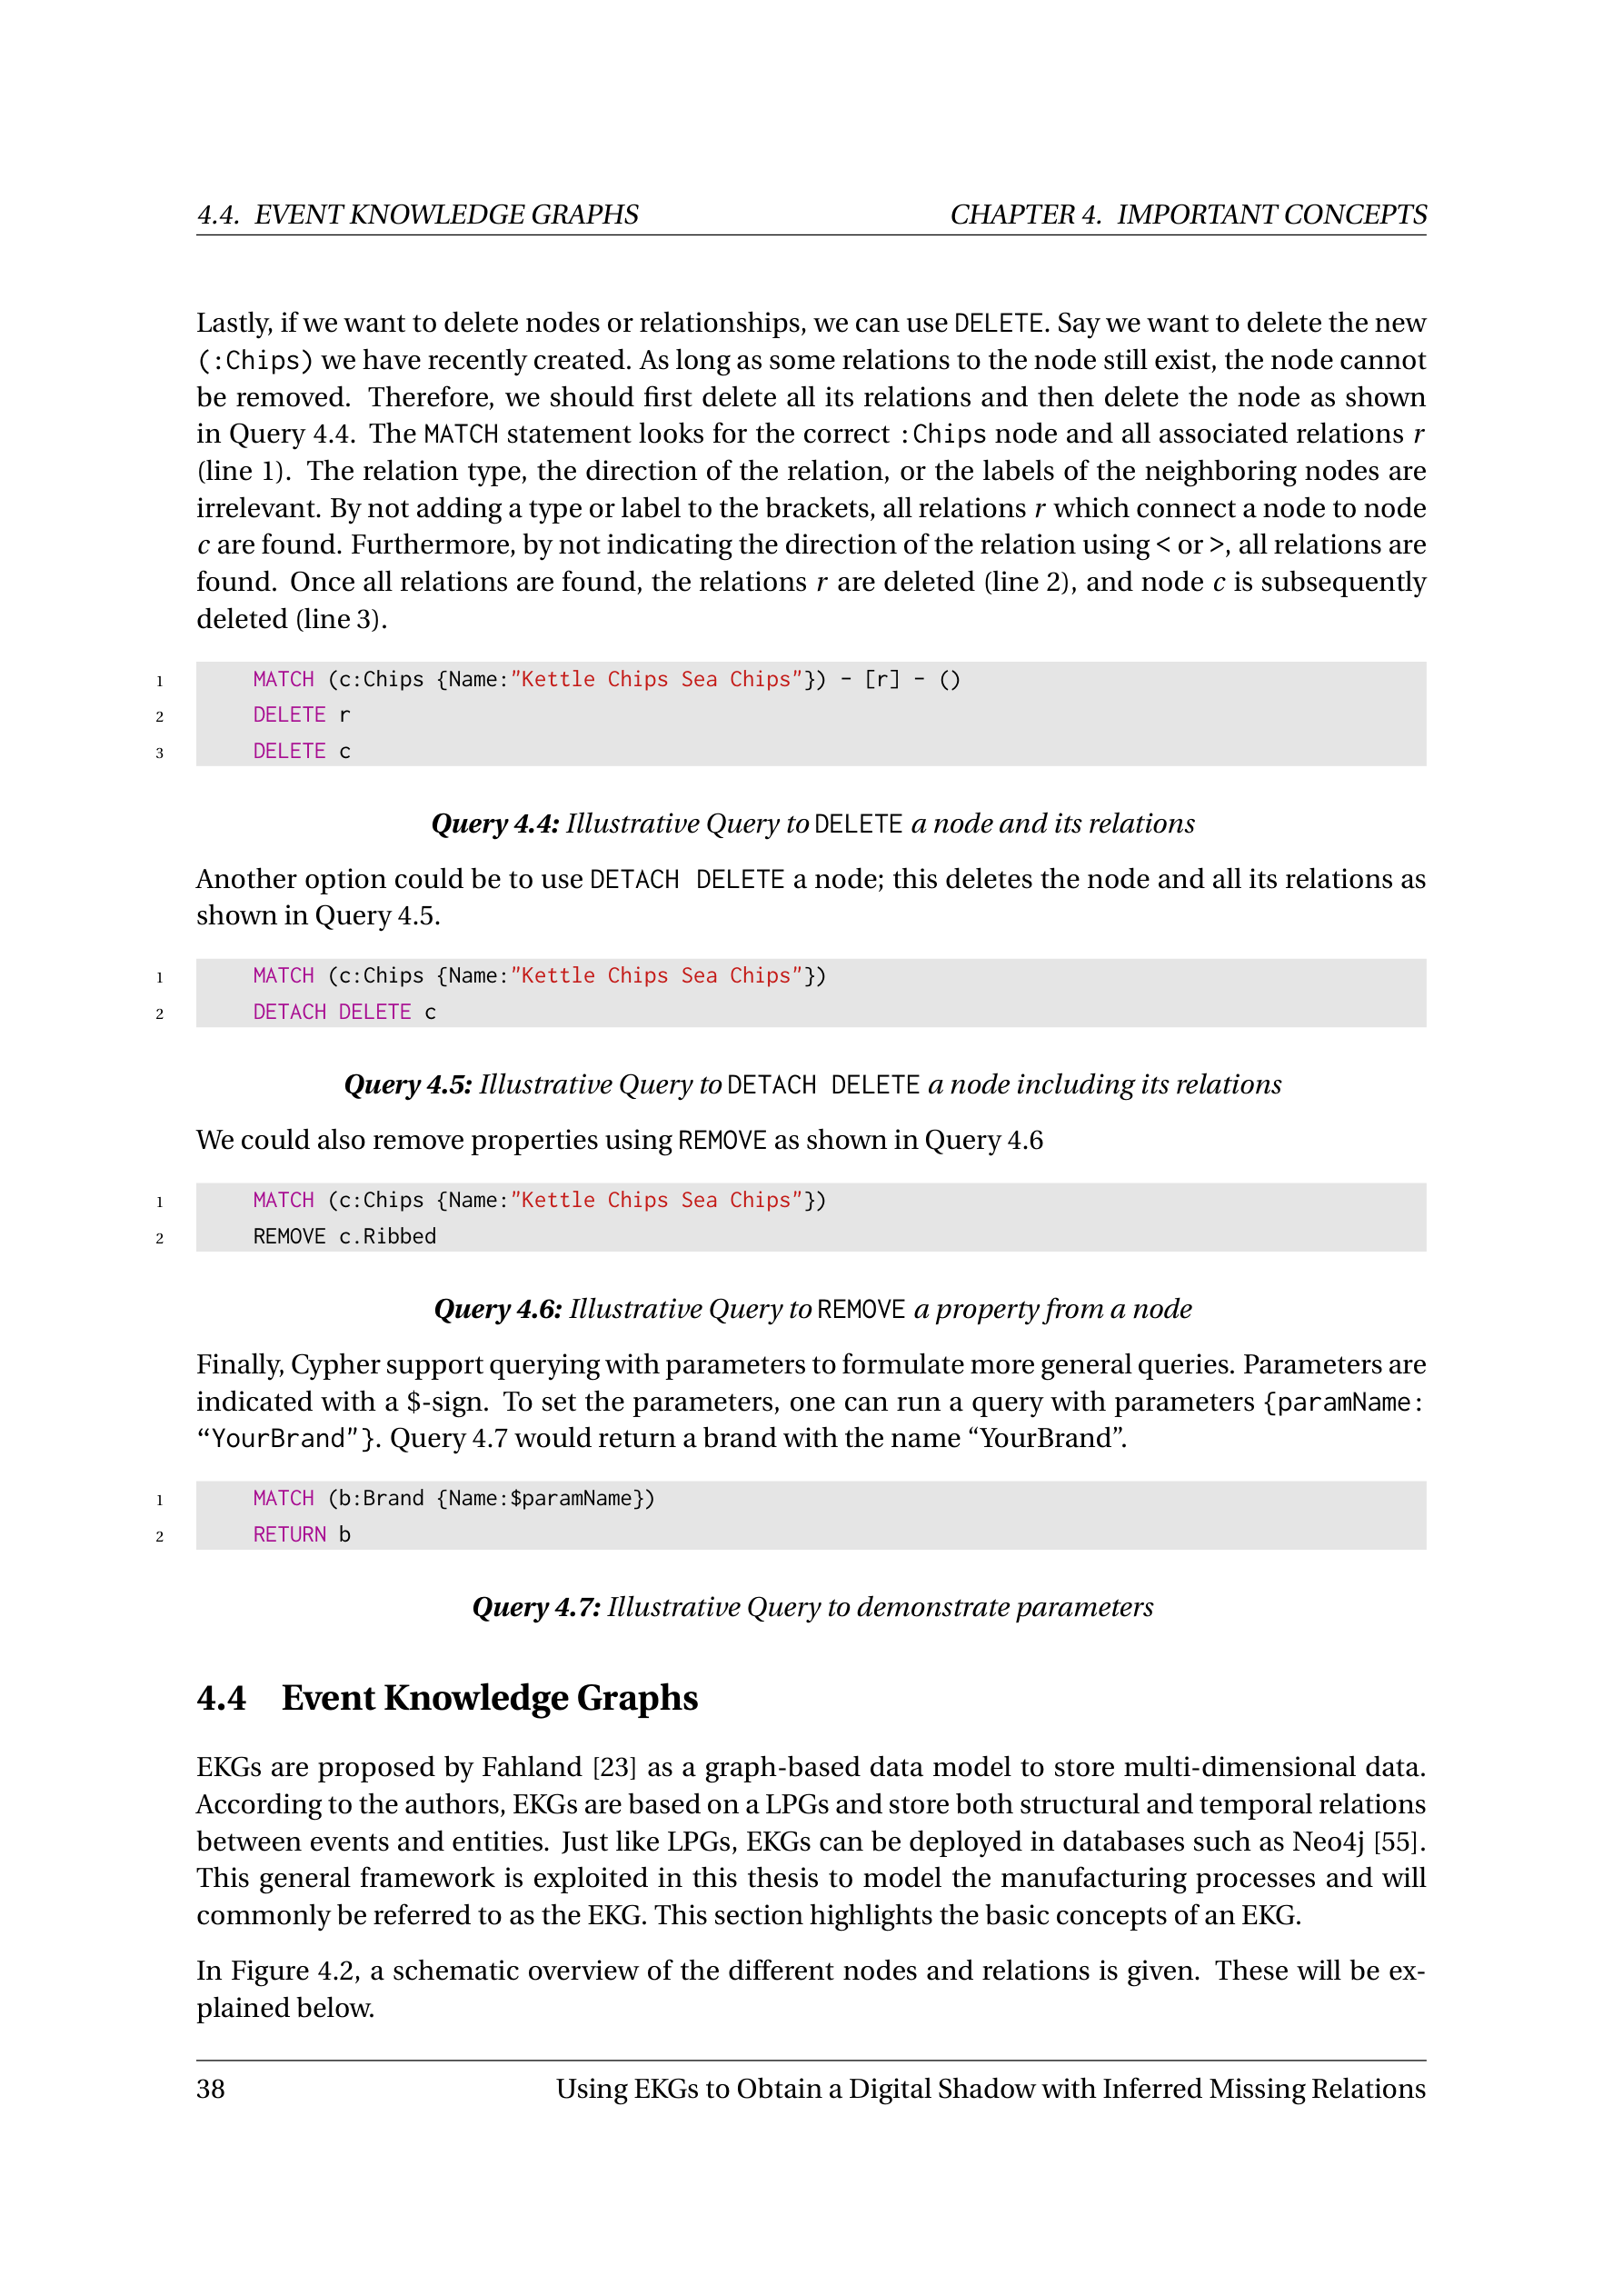 4.4. EVENT KNOWLEDGE GRAPHS CHAPTER 4. IMPORTANT CONCEPTS
Lastly, if we want to delete nodes or relationships, we can use DELETE. Say we want to delete the new
(:Chips) we have recently created. As long as some relations to the node still exist, the node cannot
be removed. Therefore, we should first delete all its relations and then delete the node as shown
in Query 4.4. The MATCH statement looks for the correct :Chips node and all associated relations r
(line 1). The relation type, the direction of the relation, or the labels of the neighboring nodes are
irrelevant. By not adding a type or label to the brackets, all relations r which connect a node to node
c are found. Furthermore, by not indicating the direction of the relation using < or >, all relations are
found. Once all relations are found, the relations r are deleted (line 2), and node c is subsequently
deleted (line 3).
1 MATCH (c:Chips {Name:"Kettle Chips Sea Chips"}) - [r] - ()
2 DELETE r
3 DELETE c
Query 4.4: Illustrative Query to DELETE a node and its relations
Another option could be to use DETACH DELETE a node; this deletes the node and all its relations as
shown in Query 4.5.
1 MATCH (c:Chips {Name:"Kettle Chips Sea Chips"})
2 DETACH DELETE c
Query 4.5: Illustrative Query to DETACH DELETE a node including its relations
We could also remove properties using REMOVE as shown in Query 4.6
1 MATCH (c:Chips {Name:"Kettle Chips Sea Chips"})
2 REMOVE c.Ribbed
Query 4.6: Illustrative Query to REMOVE a property from a node
Finally, Cypher support querying with parameters to formulate more general queries. Parameters are
indicated with a $-sign. To set the parameters, one can run a query with parameters {paramName:
“YourBrand"}. Query 4.7 would return a brand with the name “YourBrand”.
1 MATCH (b:Brand {Name:$paramName})
2 RETURN b
Query 4.7: Illustrative Query to demonstrate parameters
4.4 Event Knowledge Graphs
EKGs are proposed by Fahland [23] as a graph-based data model to store multi-dimensional data.
According to the authors, EKGs are based on a LPGs and store both structural and temporal relations
between events and entities. Just like LPGs, EKGs can be deployed in databases such as Neo4j [55].
This general framework is exploited in this thesis to model the manufacturing processes and will
commonly be referred to as the EKG. This section highlights the basic concepts of an EKG.
In Figure 4.2, a schematic overview of the different nodes and relations is given. These will be ex-
plained below.
38 Using EKGs to Obtain a Digital Shadow with Inferred Missing Relations